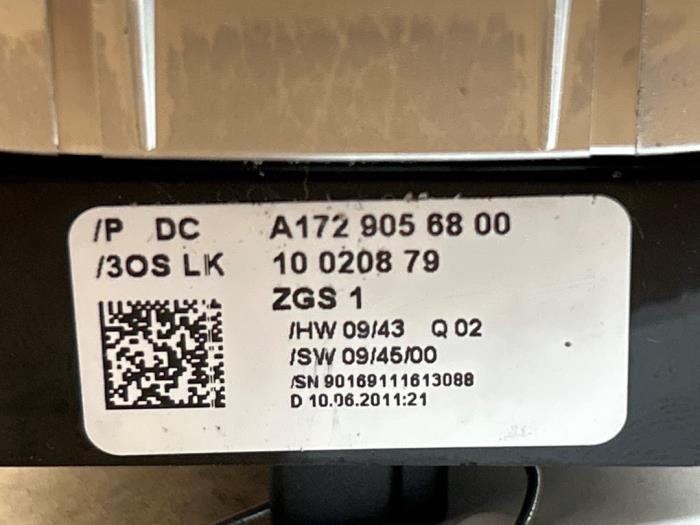 /P DC A172 905 68 00
/3OS LK 10 0208 79
ZGS 1
/HW 09/43 Q 02
/SW 09/45/00
/SN 90169111613088
D 10.06.2011:21